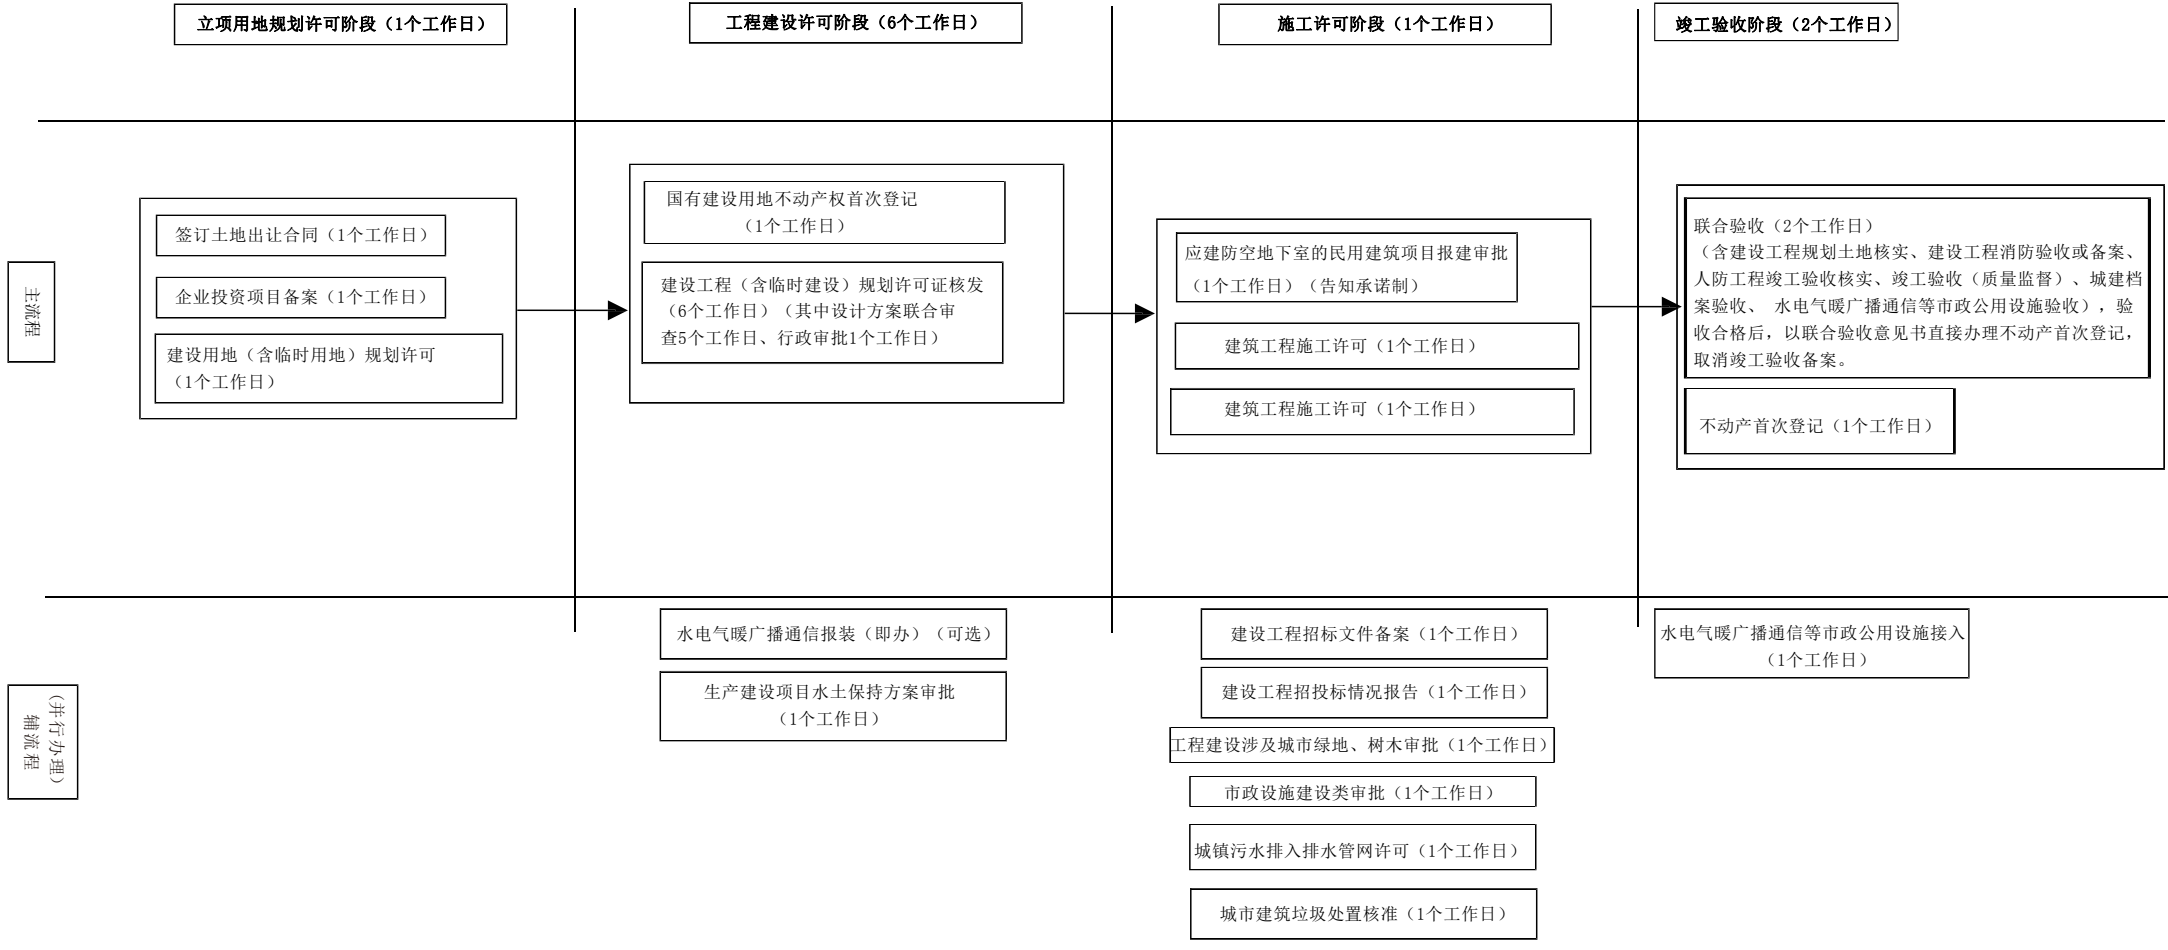 立项用地规划许可阶段（1个工作日）
工程建设许可阶段（6个工作日）
施工许可阶段（1个工作日）
竣工验收阶段（2个工作日）
主流程
签订土地出让合同（1个工作日）
企业投资项目备案（1个工作日）
建设用地（含临时用地）规划许可
（1个工作日）
国有建设用地不动产权首次登记
（1个工作日）
建设工程（含临时建设）规划许可证核发
（6个工作日）（其中设计方案联合审
查5个工作日、行政审批1个工作日）
应建防空地下室的民用建筑项目报建审批
（1个工作日）（告知承诺制）
建筑工程施工许可（1个工作日）
建筑工程施工许可（1个工作日）
联合验收（2个工作日）
（含建设工程规划土地核实、建设工程消防验收或备案、
人防工程竣工验收核实、竣工验收（质量监督）、城建档
案验收、 水电气暖广播通信等市政公用设施验收），验
收合格后，以联合验收意见书直接办理不动产首次登记，
取消竣工验收备案。
不动产首次登记（1个工作日）
（并行办理）
辅流程
水电气暖广播通信报装（即办）（可选）
生产建设项目水土保持方案审批
（1个工作日）
建设工程招标文件备案（1个工作日）
建设工程招投标情况报告（1个工作日）
工程建设涉及城市绿地、树木审批（1个工作日）
市政设施建设类审批（1个工作日）
城镇污水排入排水管网许可（1个工作日）
城市建筑垃圾处置核准（1个工作日）
水电气暖广播通信等市政公用设施接入
（1个工作日）